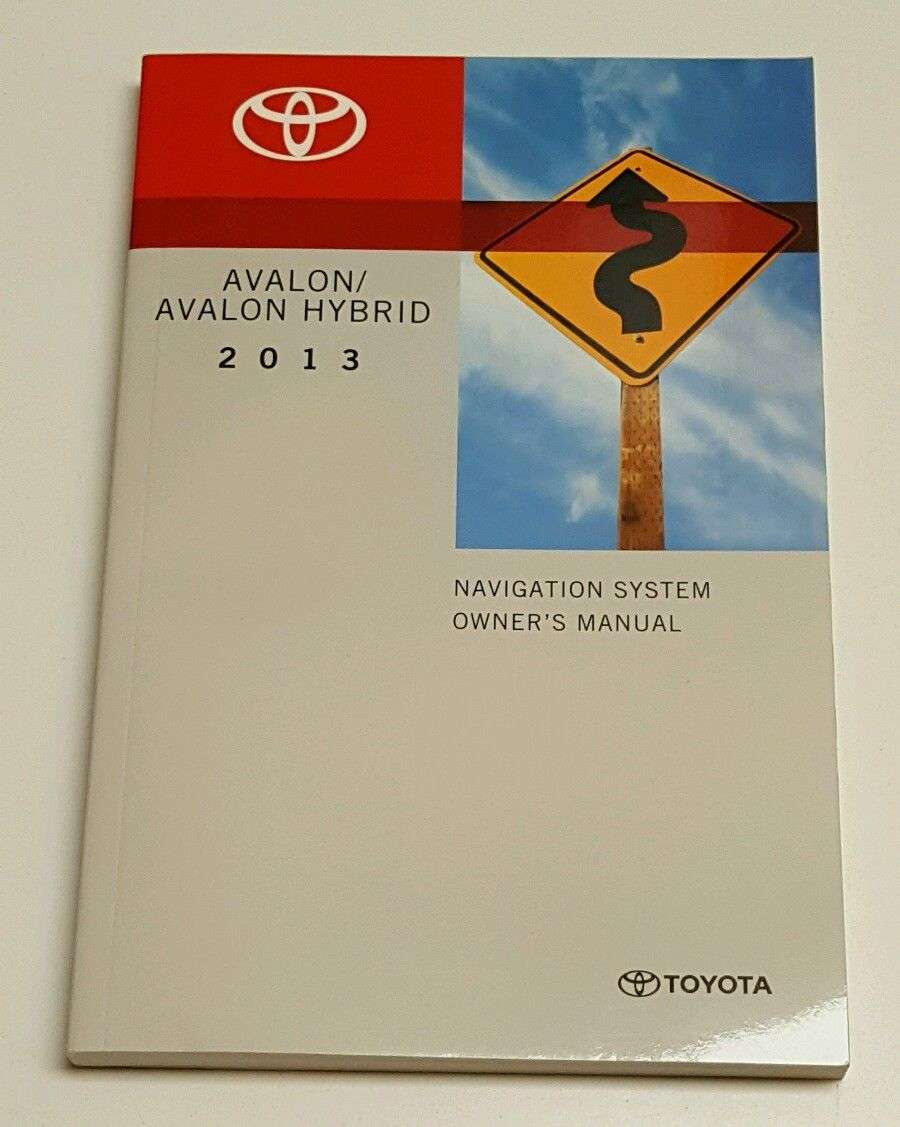 AVALON/
AVALON HYBRID
2013
NAVIGATION SYSTEM
OWNER'S MANUAL
TOYOTA